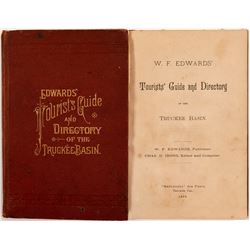 EDWARDS'
Tourist's Guide
AND
DIRECTORY
OF THE
TRUCKEE BASIN.
W. F. EDWARDS'
Tourists' Guide and Directory
OF THE
TRUCKEE BASIN
W. F. EDWARDS, Publisher
CHAS. D. IRONS, Editor and Compiler
"REPUBLICAN" JOB PRINT,
TRUCKEE, CAL.